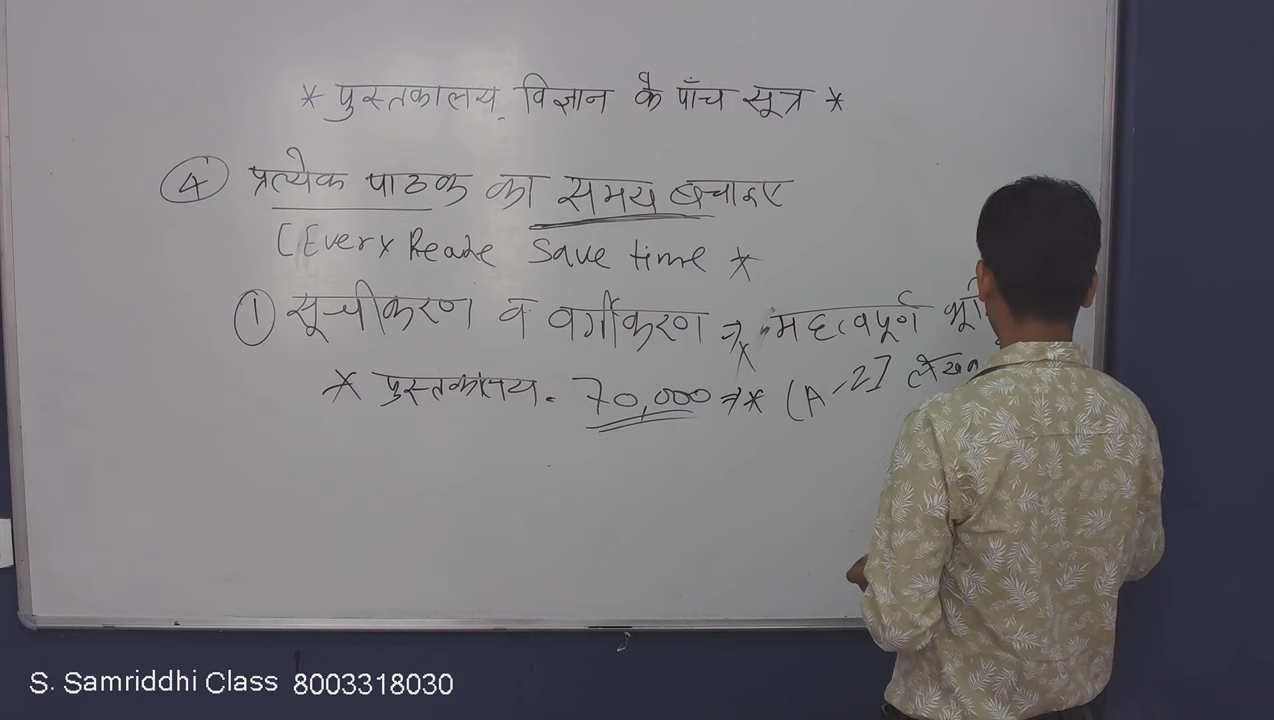 * पुस्तकालय विज्ञान के पाँच सूत्र *
④ प्रत्येक पाठक का समय बचाइए
(Every Reade Save time *
① सूचीकरण व वर्गीकरण ⇒ महत्वपूर्ण
* पुस्तकालय. 70,000 ⇒ * (A-Z]
S. Samriddhi Class 8003318030